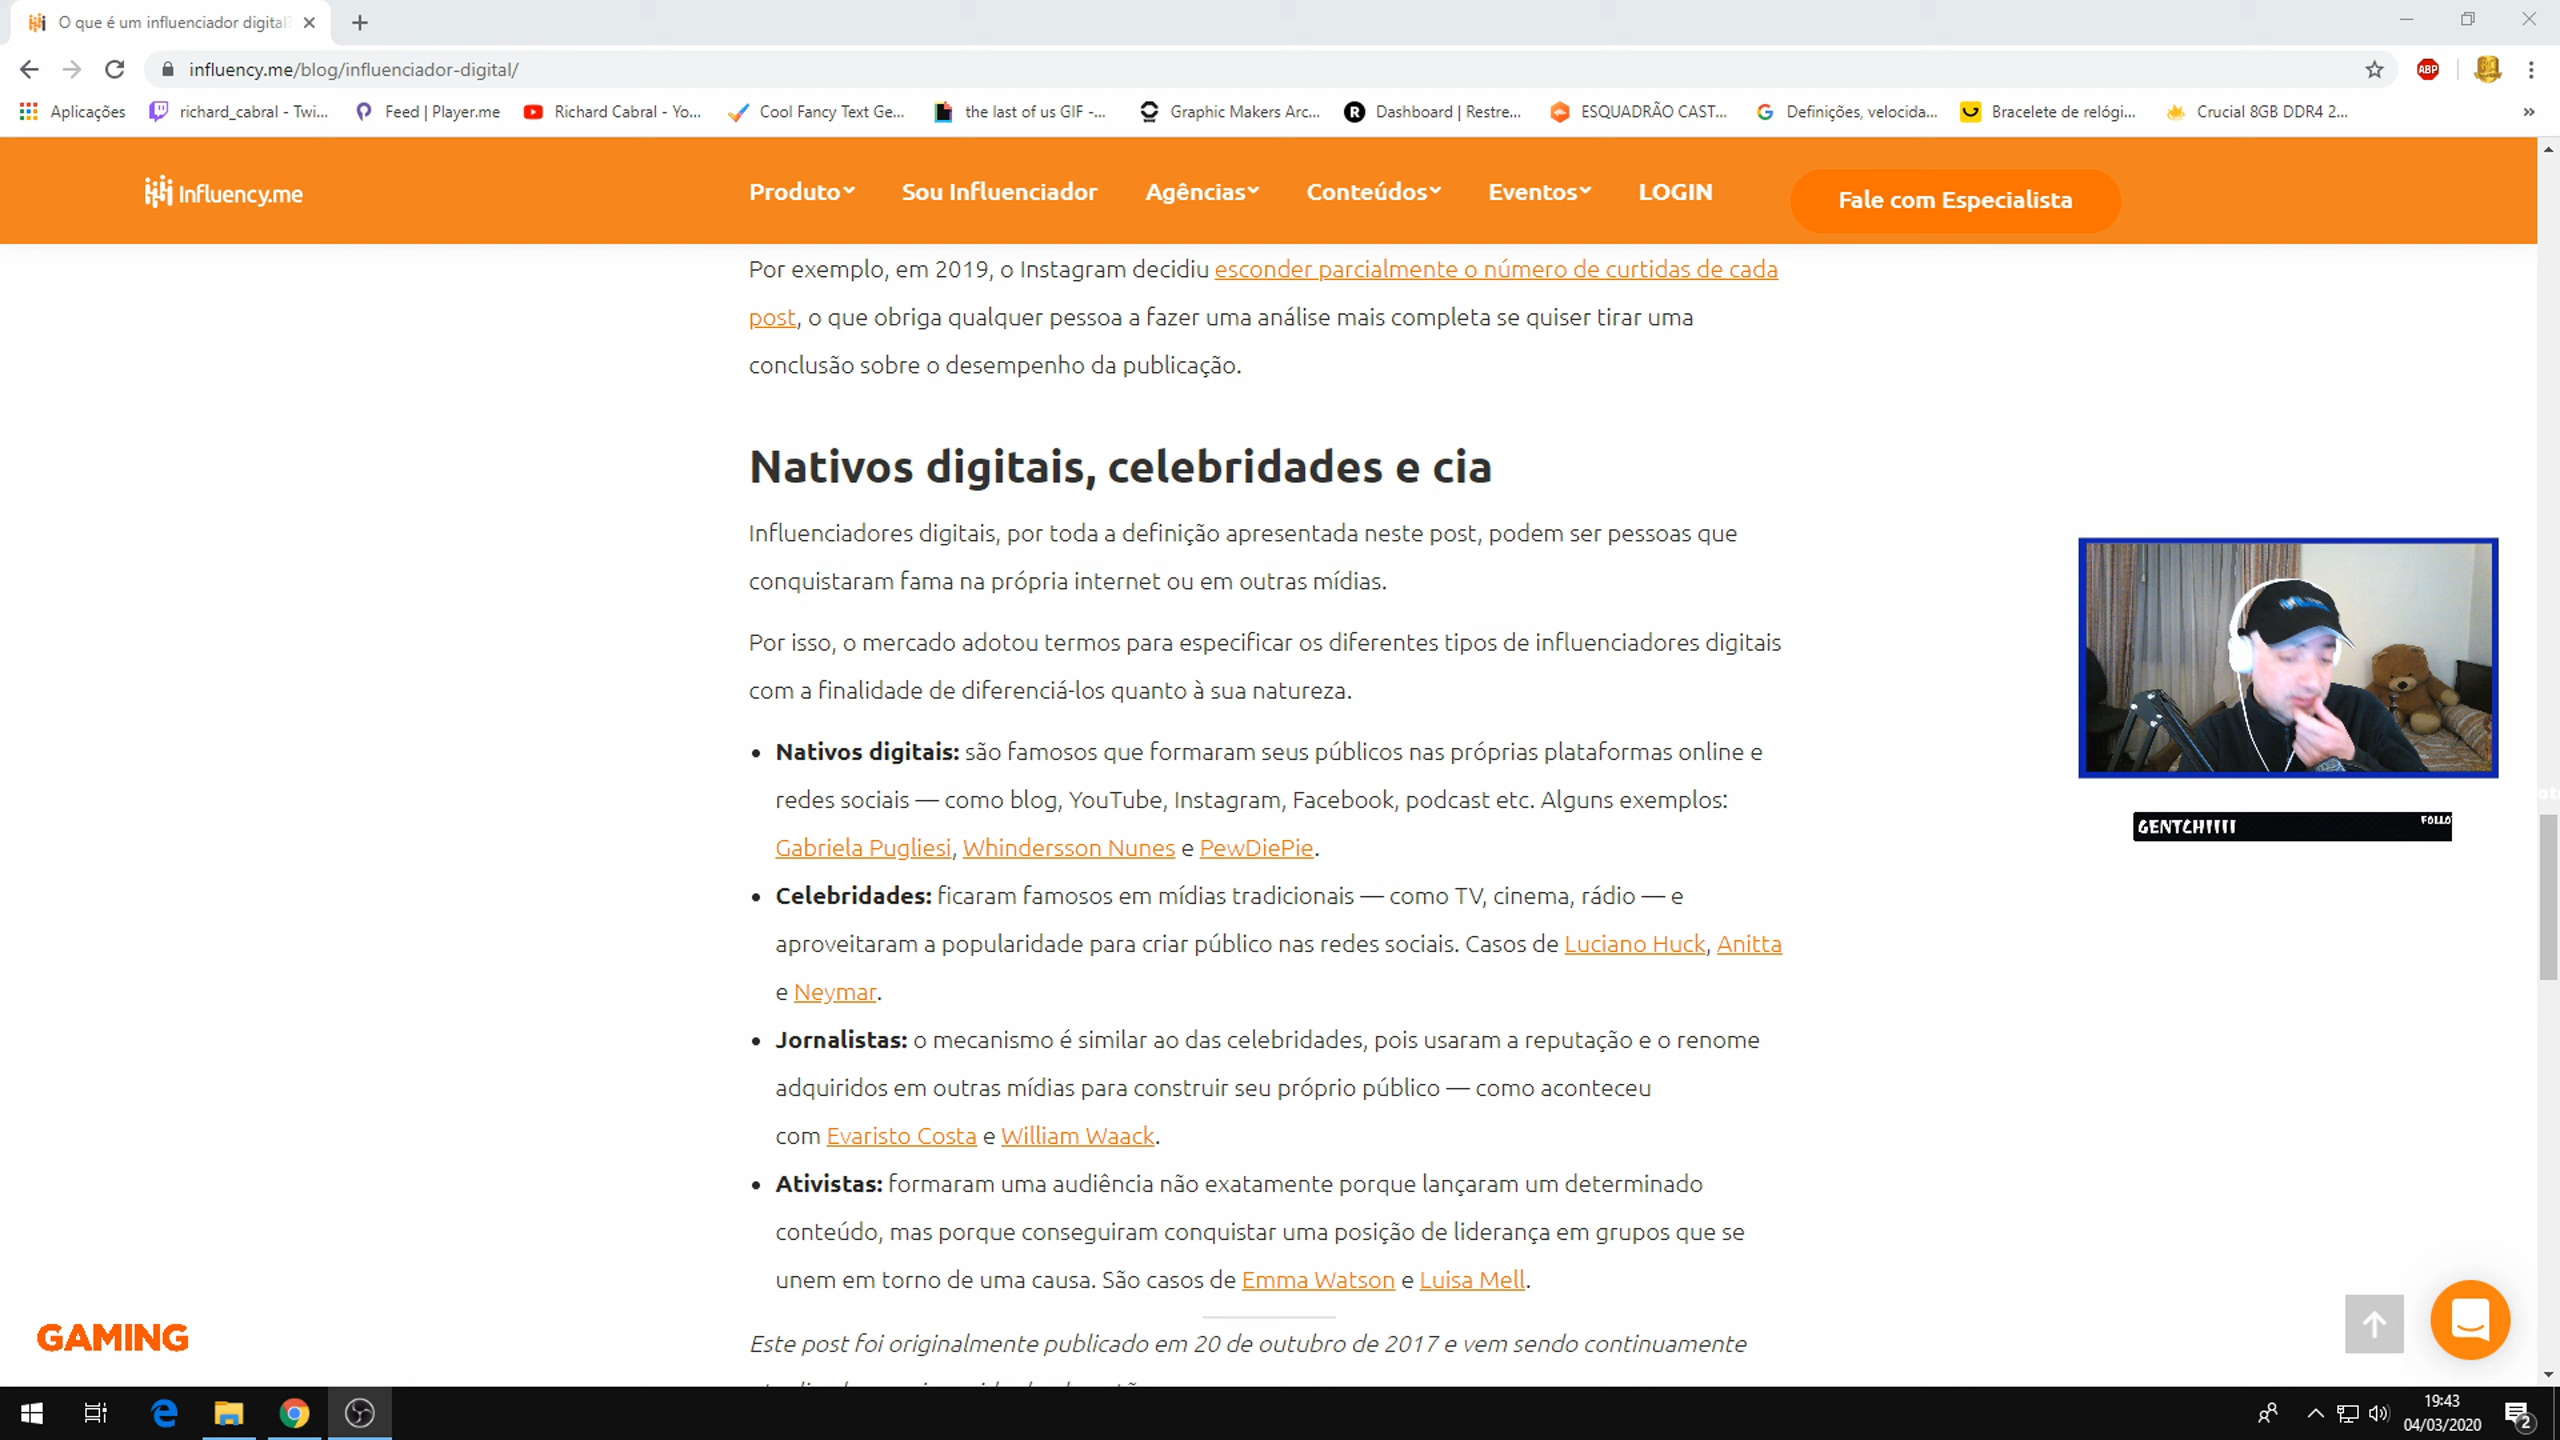 O que é um influenciador digital?
influency.me/blog/influenciador-digital/
ABP
Aplicações
richard_cabral - Twi...
Feed | Player.me
Richard Cabral - Yo...
Cool Fancy Text Ge...
the last of us GIF -...
Graphic Makers Arc...
Dashboard | Restre...
ESQUADRÃO CAST...
Definições, velocida...
Bracelete de relógi...
Crucial 8GB DDR4 2...
»
Influency.me
Produto
Sou Influenciador
Agências
Conteúdos
Eventos
LOGIN
Fale com Especialista
Por exemplo, em 2019, o Instagram decidiu esconder parcialmente o número de curtidas de cada
post, o que obriga qualquer pessoa a fazer uma análise mais completa se quiser tirar uma
conclusão sobre o desempenho da publicação.
Nativos digitais, celebridades e cia
Influenciadores digitais, por toda a definição apresentada neste post, podem ser pessoas que
conquistaram fama na própria internet ou em outras mídias.
Por isso, o mercado adotou termos para especificar os diferentes tipos de influenciadores digitais
com a finalidade de diferenciá-los quanto à sua natureza.
• Nativos digitais: são famosos que formaram seus públicos nas próprias plataformas online e
redes sociais — como blog, YouTube, Instagram, Facebook, podcast etc. Alguns exemplos:
Gabriela Pugliesi, Whindersson Nunes e PewDiePie.
• Celebridades: ficaram famosos em mídias tradicionais — como TV, cinema, rádio — e
aproveitaram a popularidade para criar público nas redes sociais. Casos de Luciano Huck, Anitta
e Neymar.
• Jornalistas: o mecanismo é similar ao das celebridades, pois usaram a reputação e o renome
adquiridos em outras mídias para construir seu próprio público — como aconteceu
com Evaristo Costa e William Waack.
• Ativistas: formaram uma audiência não exatamente porque lançaram um determinado
conteúdo, mas porque conseguiram conquistar uma posição de liderança em grupos que se
unem em torno de uma causa. São casos de Emma Watson e Luisa Mell.
Este post foi originalmente publicado em 20 de outubro de 2017 e vem sendo continuamente
GENTCHIIII
FOLLO
GAMING
19:43
04/03/2020
2